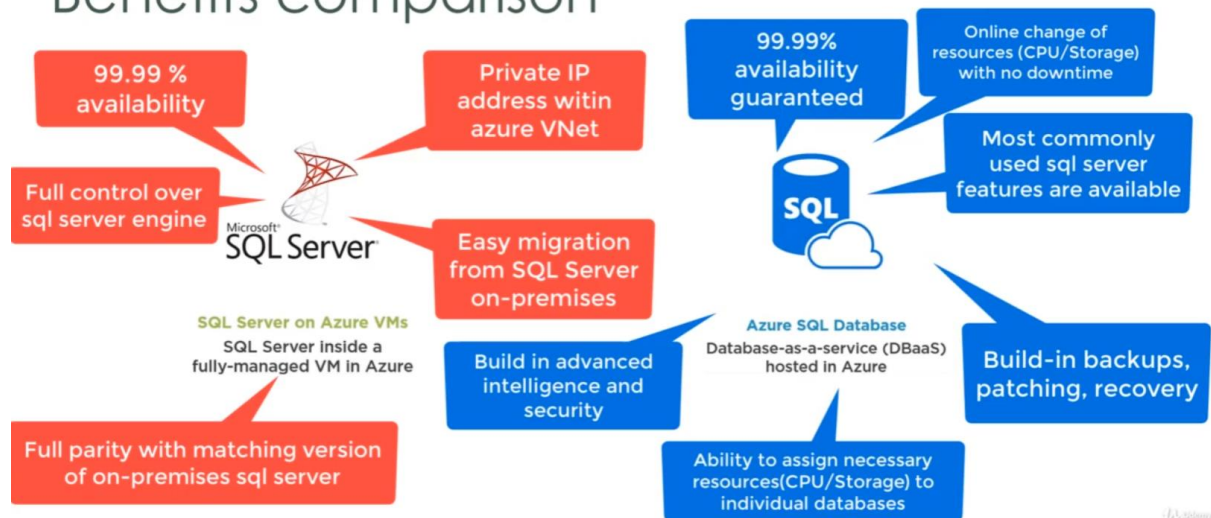 Benefits comparison
99.99 %
availability
Private IP
address witin
azure VNet
Full control over
sql server engine
Microsoft®
SQL Server®
Easy migration
from SQL Server
on-premises
SQL Server on Azure VMs
SQL Server inside a
fully-managed VM in Azure
Full parity with matching version
of on-premises sql server
99.99%
availability
guaranteed
Online change of
resources (CPU/Storage)
with no downtime
Most commonly
used sql server
features are available
SQL
Azure SQL Database
Database-as-a-service (DBaaS)
hosted in Azure
Build in advanced
intelligence and
security
Build-in backups,
patching, recovery
Ability to assign necessary
resources(CPU/Storage) to
individual databases